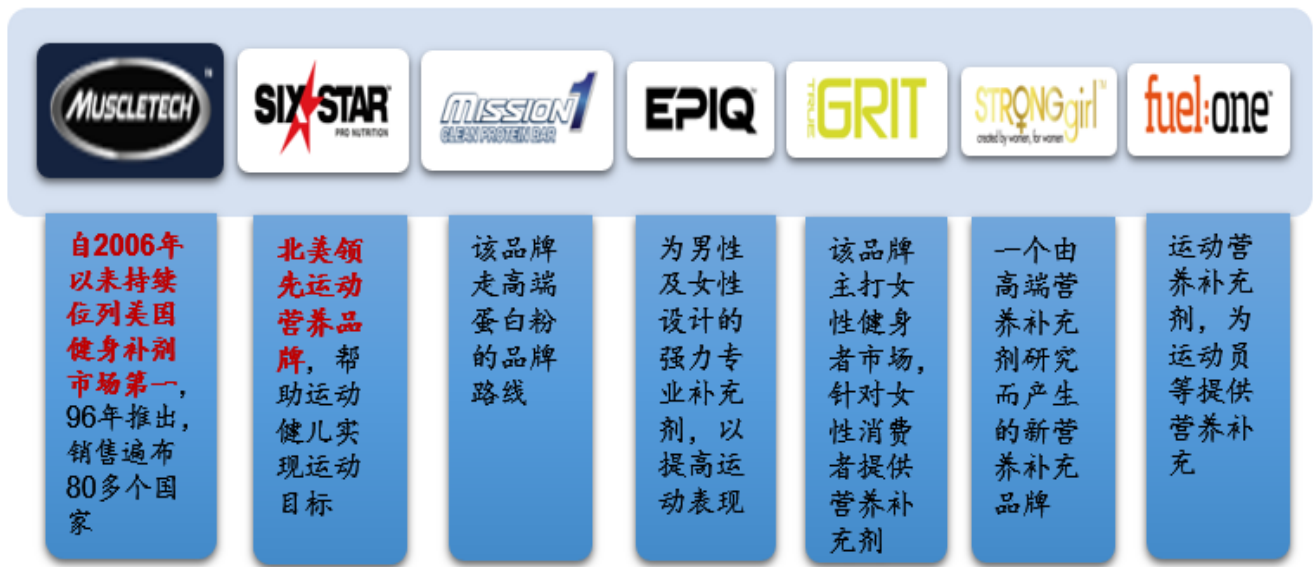 MUSCLETECH™
SIX STAR™
PRO NUTRITION
MISSION1
CLEAN PROTEIN BAR
EPIQ™
TRUE
GRIT
STRONGgirl™
created by women, for women
fuel:one™
自2006年
以来持续
位列美国
健身补剂
市场第一，
96年推出，
销售遍布
80多个国
家
北美领
先运动
营养品
牌，帮
助运动
健儿实
现运动
目标
该品牌
走高端
蛋白粉
的品牌
路线
为男性
及女性
设计的
强力专
业补充
剂，以
提高运
动表现
该品牌
主打女
性健身
者市场，
针对女
性消费
者提供
营养补
充剂
一个由
高端营
养补充
剂研究
而产生
的新营
养补充
品牌
运动营
养补充
剂，为
运动员
等提供
营养补
充